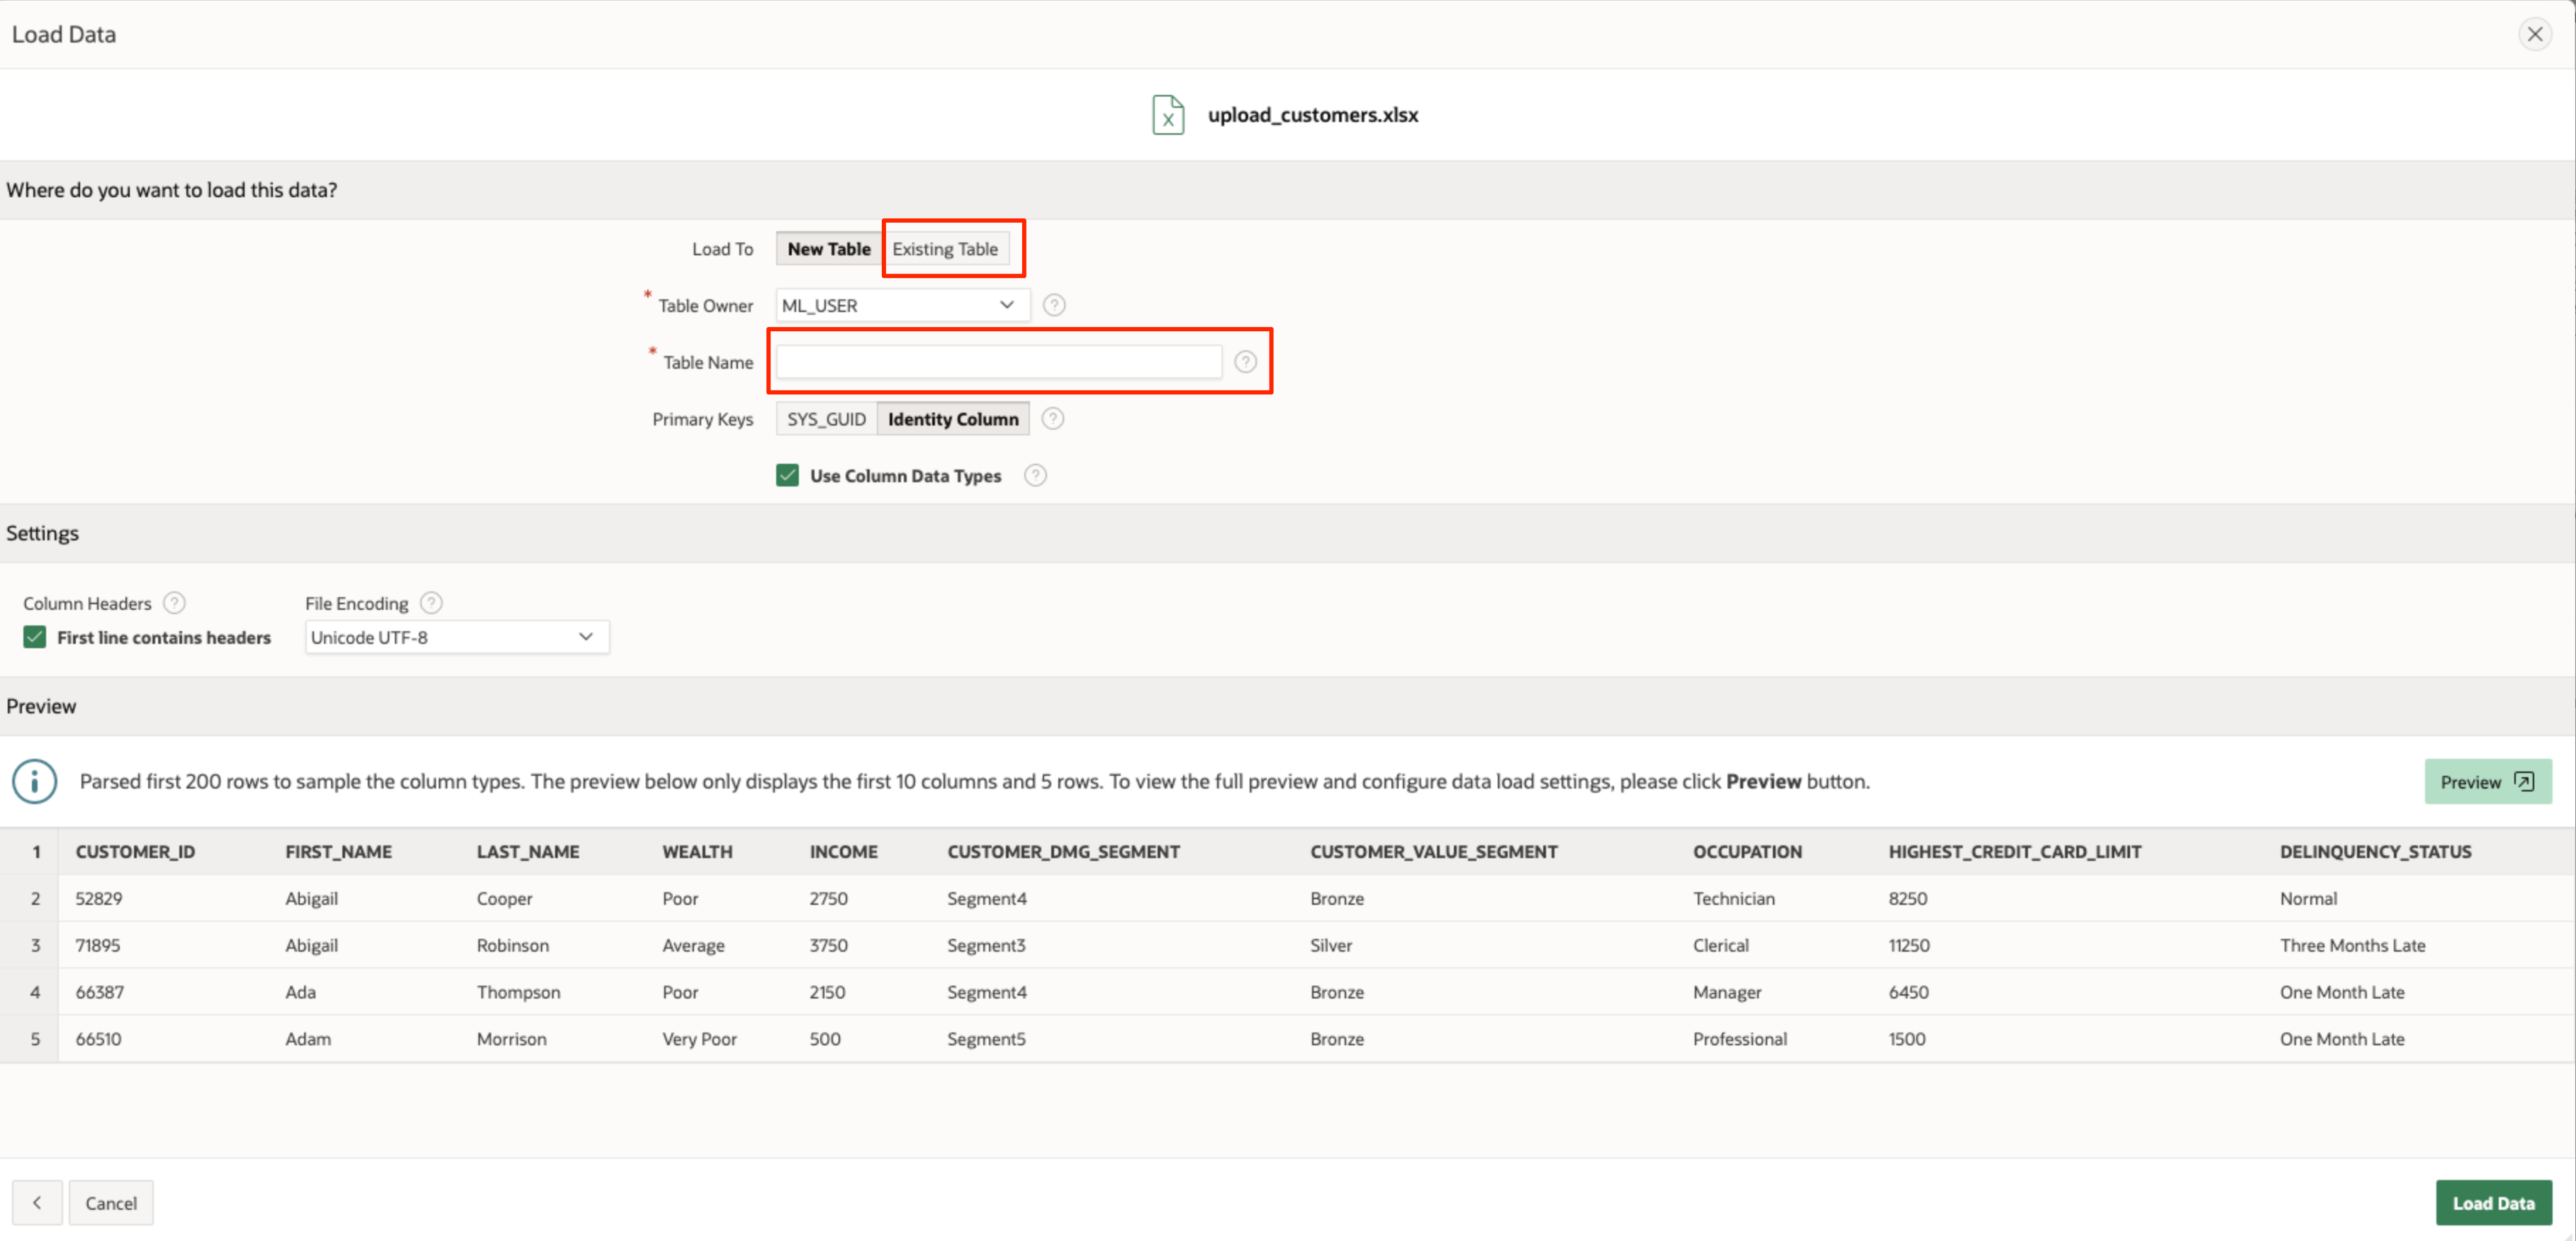 Load Data
upload_customers.xlsx
Where do you want to load this data?
Load To New Table Existing Table
* Table Owner ML_USER ?
* Table Name ?
Primary Keys SYS_GUID Identity Column ?
Use Column Data Types ?
Settings
Column Headers ? File Encoding ?
First line contains headers Unicode UTF-8
Preview
Parsed first 200 rows to sample the column types. The preview below only displays the first 10 columns and 5 rows. To view the full preview and configure data load settings, please click Preview button. Preview
1 CUSTOMER_ID FIRST_NAME LAST_NAME WEALTH INCOME CUSTOMER_DMG_SEGMENT CUSTOMER_VALUE_SEGMENT OCCUPATION HIGHEST_CREDIT_CARD_LIMIT DELINQUENCY_STATUS
2 52829 Abigail Cooper Poor 2750 Segment4 Bronze Technician 8250 Normal
3 71895 Abigail Robinson Average 3750 Segment3 Silver Clerical 11250 Three Months Late
4 66387 Ada Thompson Poor 2150 Segment4 Bronze Manager 6450 One Month Late
5 66510 Adam Morrison Very Poor 500 Segment5 Bronze Professional 1500 One Month Late
Cancel Load Data